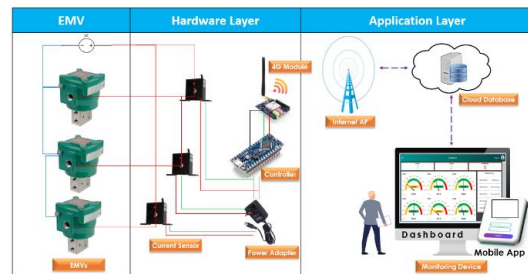 EMV
Hardware Layer
Application Layer
4G Module
Internet AP
Cloud Database
Controller
Current Sensor
Power Adapter
EMVs
Dashboard
Mobile App
Monitoring Device